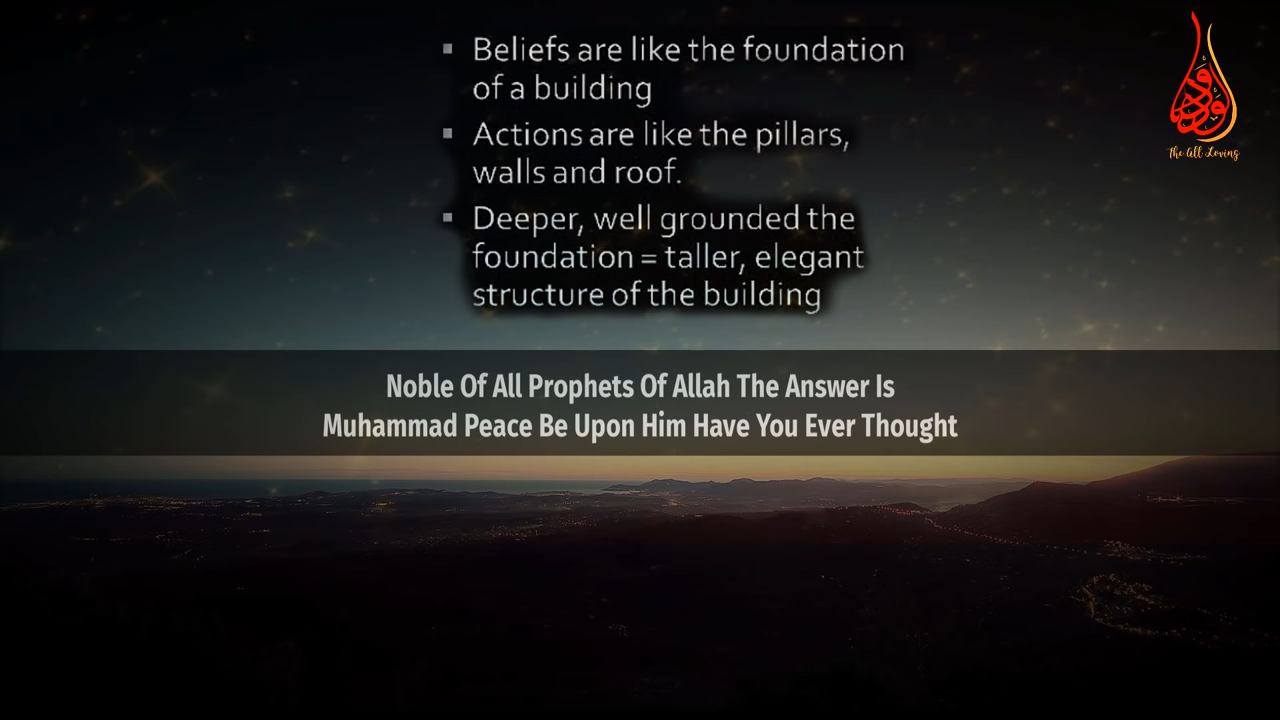 ▪ Beliefs are like the foundation
of a building
▪ Actions are like the pillars,
walls and roof.
▪ Deeper, well grounded the
foundation = taller, elegant
structure of the building
The All Loving
Noble Of All Prophets Of Allah The Answer Is
Muhammad Peace Be Upon Him Have You Ever Thought